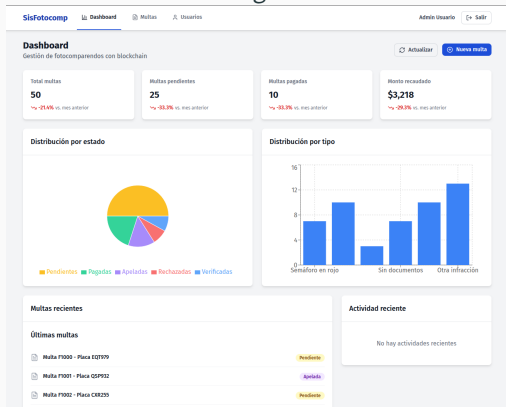 SisFotocomp Dashboard Multas Usuarios Admin Usuario Salir
Dashboard
Gestión de fotocomparendos con blockchain
Actualizar Nueva multa
Total multas
50
-21.4% vs. mes anterior
Multas pendientes
25
-33.3% vs. mes anterior
Multas pagadas
10
-33.3% vs. mes anterior
Monto recaudado
$3,218
-29.3% vs. mes anterior
Distribución por estado
Pendientes Pagadas Apeladas Rechazadas Verificadas
Distribución por tipo
16
12
8
4
0
Semáforo en rojo Sin documentos Otra infracción
Multas recientes
Últimas multas
Multa F1000 - Placa EQT979 Pendiente
Multa F1001 - Placa QSP932 Apelada
Multa F1002 - Placa CXR255 Pendiente
Actividad reciente
No hay actividades recientes